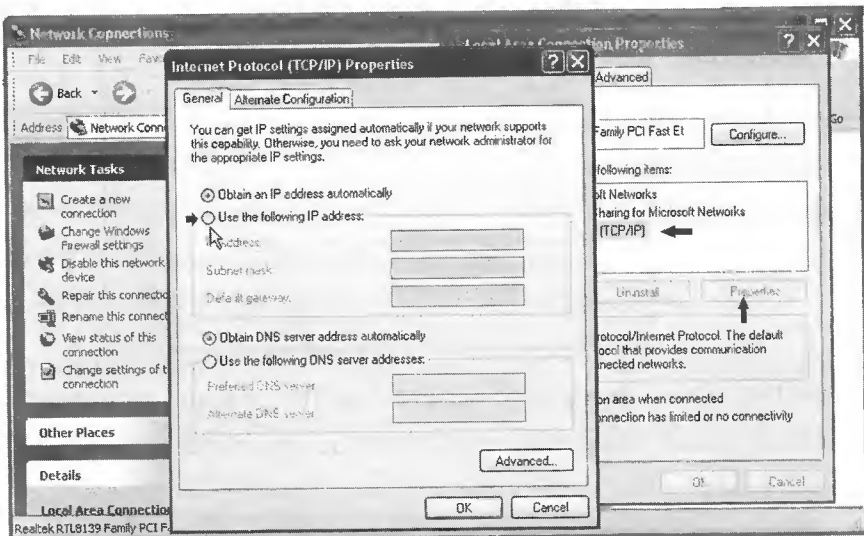 Network Connections
File Edit View Favo
Back
Address Network Conn
Network Tasks
Create a new
connection
Change Windows
Firewall settings
Disable this network
device
Repair this connectio
Rename this connect
View status of this
connection
Change settings of t
connection
Other Places
Details
Local Area Connection
Realtek RTL8139 Family PCI Fa
Internet Protocol (TCP/IP) Properties
General Alternate Configuration
You can get IP settings assigned automatically if your network supports
this capability. Otherwise, you need to ask your network administrator for
the appropriate IP settings.
Obtain an IP address automatically
Use the following IP address:
IP address:
Subnet mask:
Default gateway:
Obtain DNS server address automatically
Use the following DNS server addresses:
Preferred DNS server:
Alternate DNS server:
Advanced...
OK Cancel
Local Area Connection Properties
Advanced
Family PCI Fast Et Configure...
following items:
oft Networks
haring for Microsoft Networks
(TCP/IP)
Uninstall Properties
rotocol/Internet Protocol. The default
ocol that provides communication
nnected networks.
on area when connected
onnection has limited or no connectivity
OK Cancel
Go